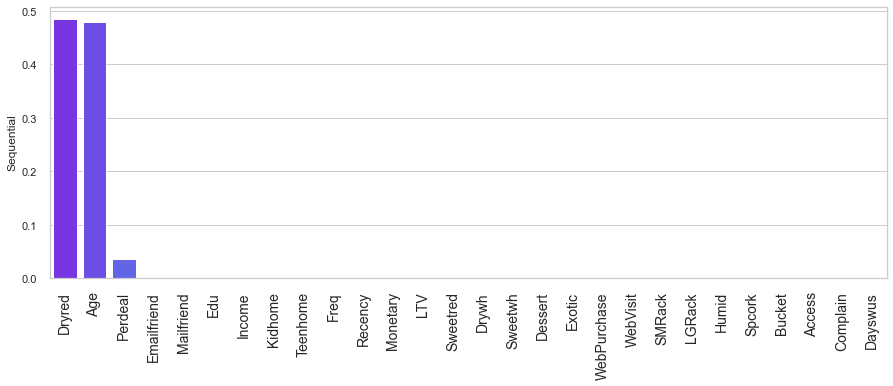 0.5
0.4
0.3
0.2
0.1
0.0
Sequential
Dryred
Age
Perdeal
Emailfriend
Mailfriend
Edu
Income
Kidhome
Teenhome
Freq
Recency
Monetary
LTV
Sweetred
Drywh
Sweetwh
Dessert
Exotic
WebPurchase
WebVisit
SMRack
LGRack
Humid
Spcork
Bucket
Access
Complain
Dayswus